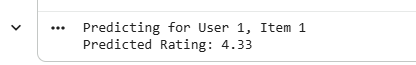 Predicting for User 1, Item 1
Predicted Rating: 4.33